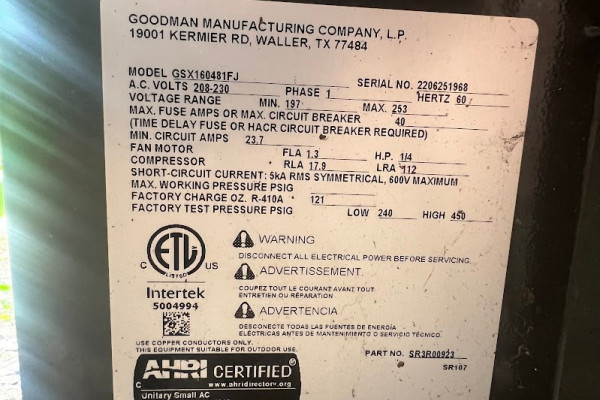 GOODMAN MANUFACTURING COMPANY, L.P.
19001 KERMIER RD, WALLER, TX 77484
MODEL GSX160481FJ SERIAL NO. 2206251968
A.C. VOLTS 208-230 PHASE 1 HERTZ 60
VOLTAGE RANGE MIN. 197 MAX. 253
MAX. FUSE AMPS OR MAX. CIRCUIT BREAKER 40
(TIME DELAY FUSE OR HACR CIRCUIT BREAKER REQUIRED)
MIN. CIRCUIT AMPS 23.7
FAN MOTOR FLA 1.3 H.P. 1/4
COMPRESSOR RLA 17.9 LRA 112
SHORT-CIRCUIT CURRENT: 5kA RMS SYMMETRICAL, 600V MAXIMUM
MAX. WORKING PRESSURE PSIG
FACTORY CHARGE OZ. R-410A 121
FACTORY TEST PRESSURE PSIG LOW 240 HIGH 450
C ETL US
LISTED
Intertek
5004994
WARNING
DISCONNECT ALL ELECTRICAL POWER BEFORE SERVICING.
ADVERTISSEMENT
COUPEZ TOUT LE COURANT AVANT TOUT
ENTRETIEN OU RÉPARATION
ADVERTENCIA
DESCONECTE TODAS LAS FUENTES DE ENERGÍA
ELÉCTRICA ANTES DE MANTENIMIENTO O SERVICIO TÉCNICO.
USE COPPER CONDUCTORS ONLY.
THIS EQUIPMENT SUITABLE FOR OUTDOOR USE.
PART NO. SR3R00923
SR107
AHRI CERTIFIED®
www.ahridirectory.org
Unitary Small AC